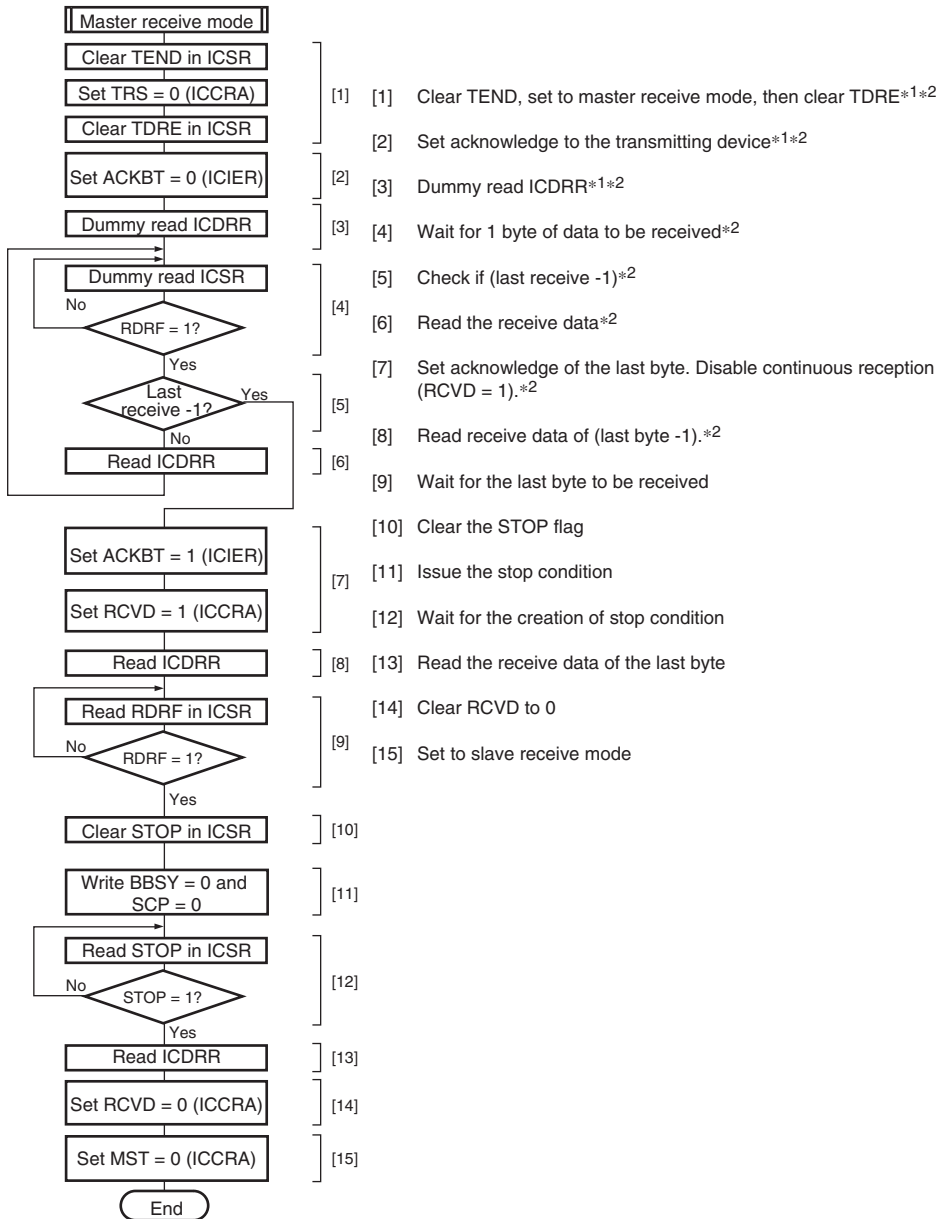 Master receive mode
Clear TEND in ICSR
Set TRS = 0 (ICCRA)
Clear TDRE in ICSR
[1]
Set ACKBT = 0 (ICIER)
[2]
Dummy read ICDRR
[3]
Dummy read ICSR
No
RDRF = 1?
[4]
Yes
Last
receive -1?
Yes
[5]
No
Read ICDRR
[6]
Set ACKBT = 1 (ICIER)
Set RCVD = 1 (ICCRA)
[7]
Read ICDRR
[8]
Read RDRF in ICSR
No
RDRF = 1?
[9]
Yes
Clear STOP in ICSR
[10]
Write BBSY = 0 and
SCP = 0
[11]
Read STOP in ICSR
No
STOP = 1?
[12]
Yes
Read ICDRR
[13]
Set RCVD = 0 (ICCRA)
[14]
Set MST = 0 (ICCRA)
[15]
End
[1] Clear TEND, set to master receive mode, then clear TDRE*1*2
[2] Set acknowledge to the transmitting device*1*2
[3] Dummy read ICDRR*1*2
[4] Wait for 1 byte of data to be received*2
[5] Check if (last receive -1)*2
[6] Read the receive data*2
[7] Set acknowledge of the last byte. Disable continuous reception
(RCVD = 1).*2
[8] Read receive data of (last byte -1).*2
[9] Wait for the last byte to be received
[10] Clear the STOP flag
[11] Issue the stop condition
[12] Wait for the creation of stop condition
[13] Read the receive data of the last byte
[14] Clear RCVD to 0
[15] Set to slave receive mode